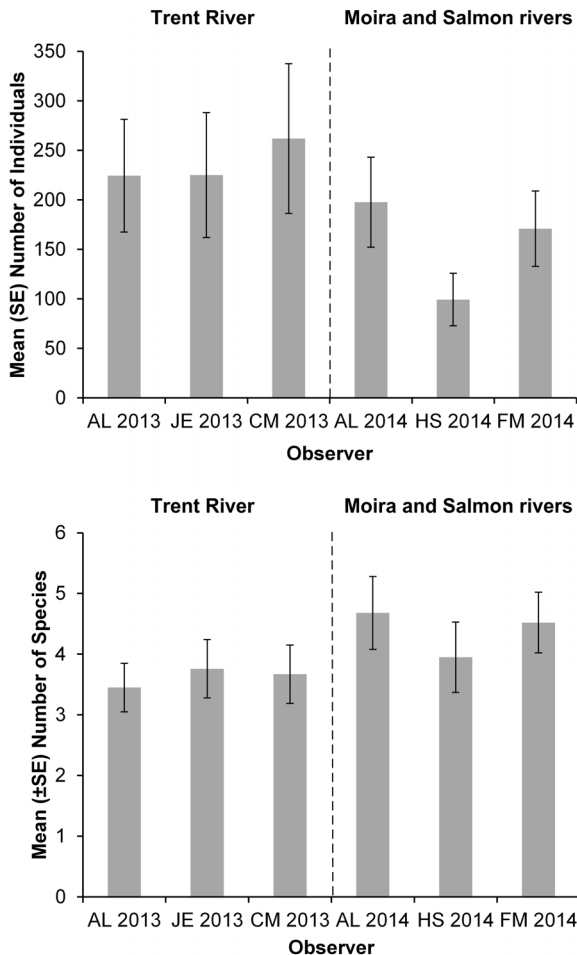 Trent River Moira and Salmon rivers
350
300
250
200
150
100
50
0
Mean (SE) Number of Individuals
AL 2013 JE 2013 CM 2013 AL 2014 HS 2014 FM 2014
Observer
Trent River Moira and Salmon rivers
6
5
4
3
2
1
0
Mean (±SE) Number of Species
AL 2013 JE 2013 CM 2013 AL 2014 HS 2014 FM 2014
Observer